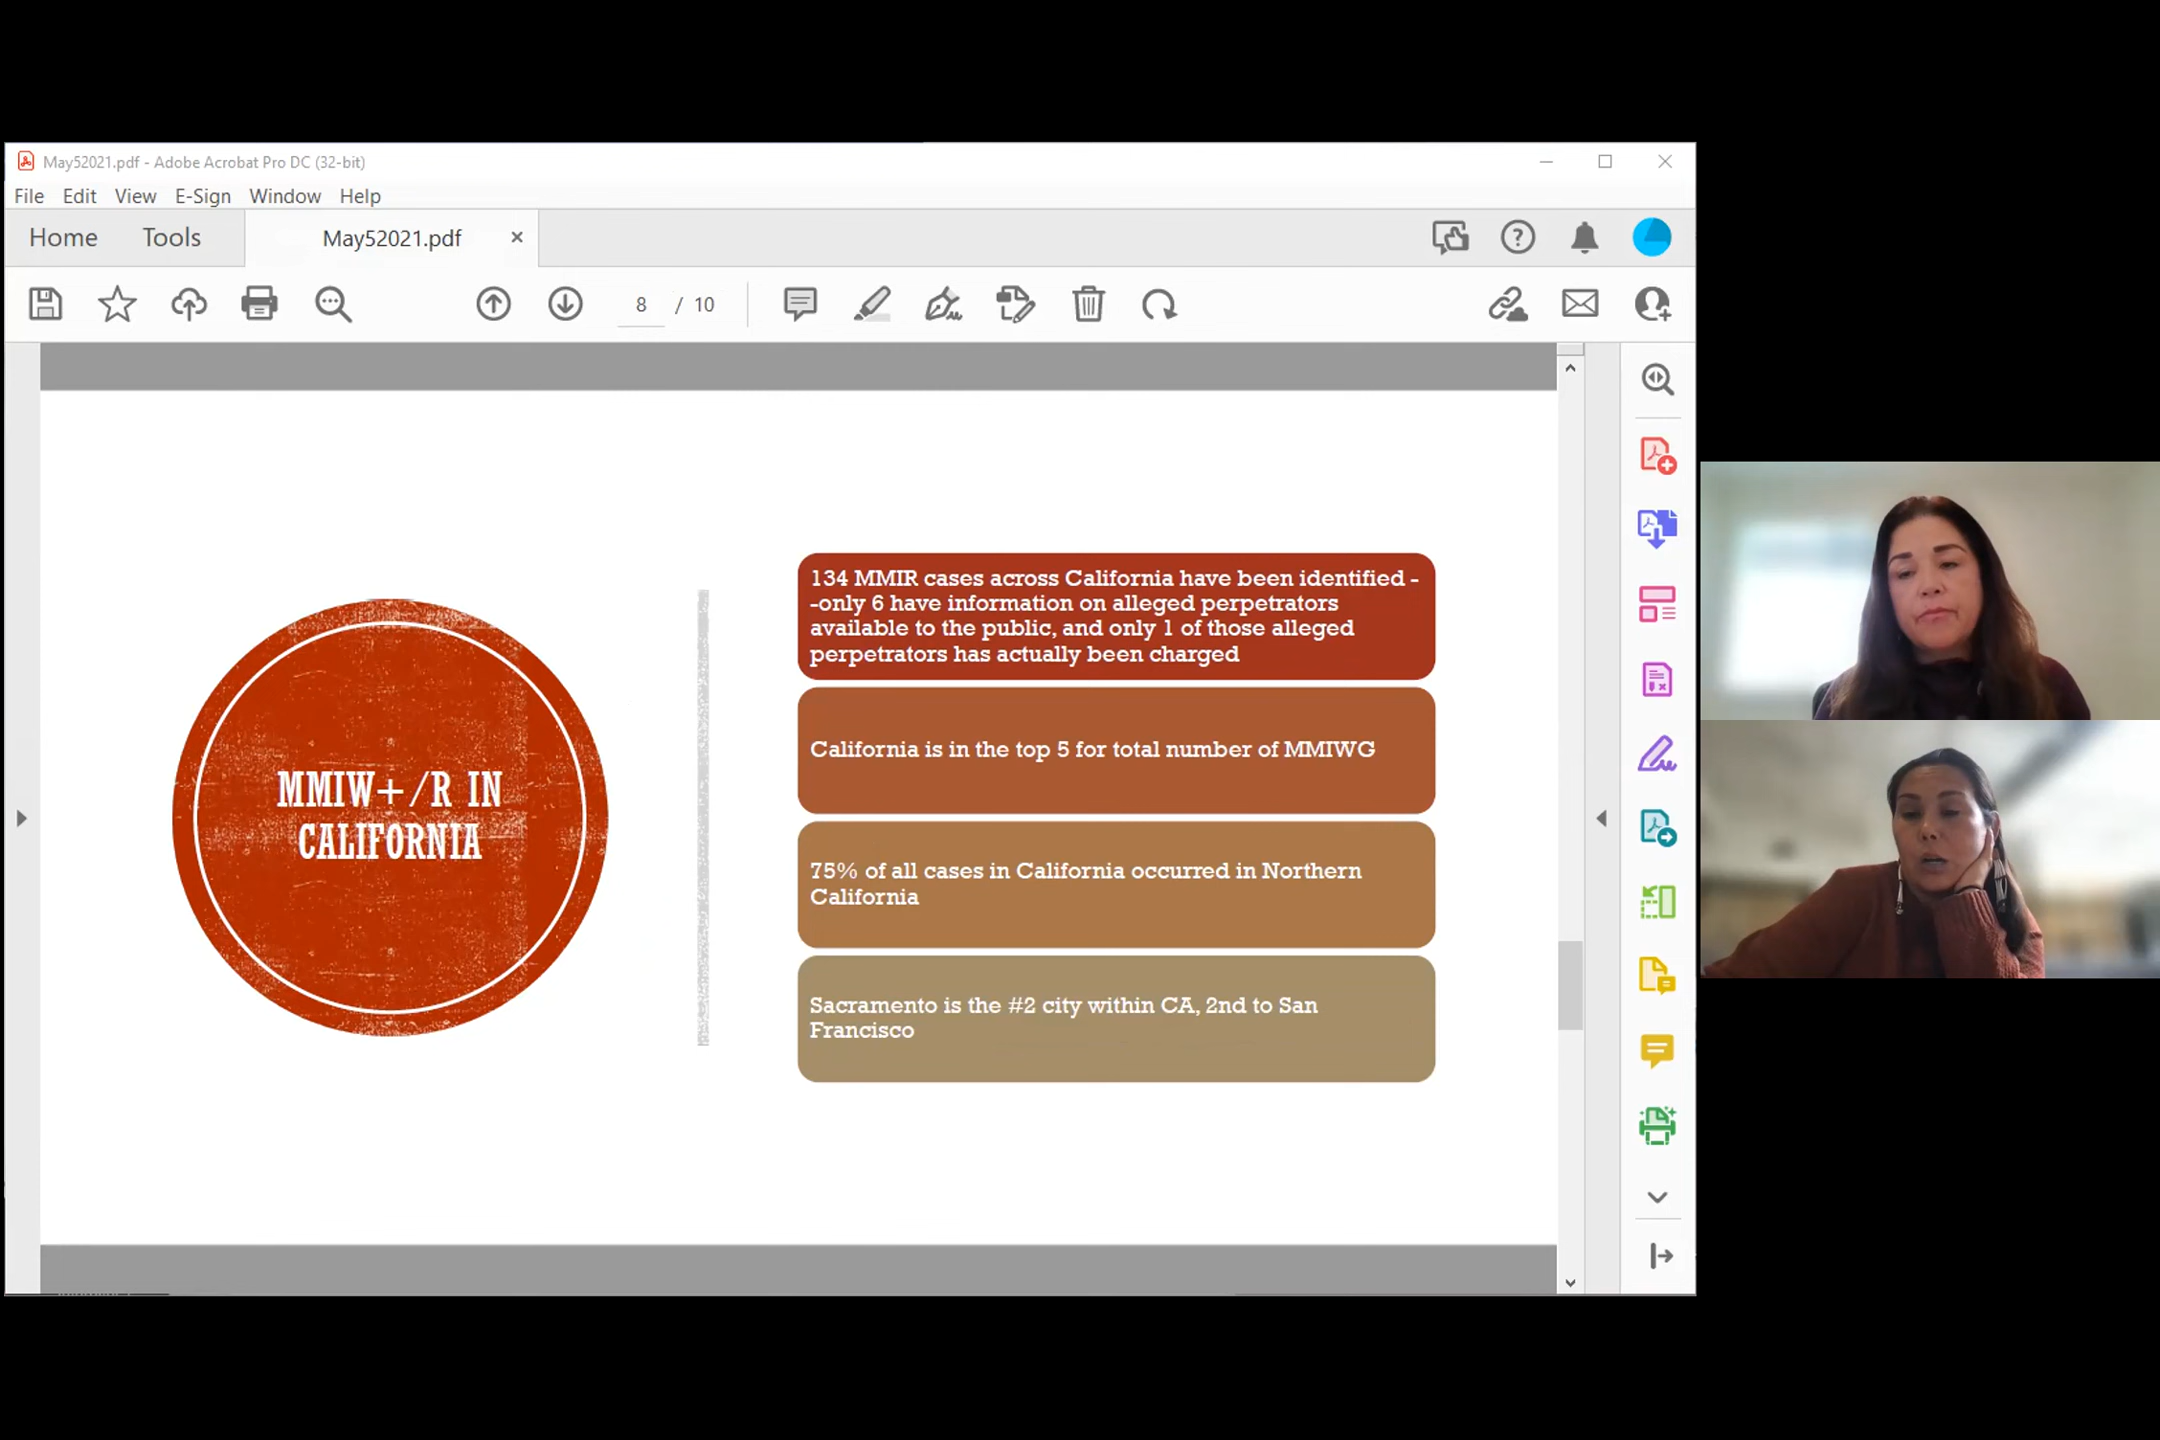 May52021.pdf - Adobe Acrobat Pro DC (32-bit)
File Edit View E-Sign Window Help
Home Tools May52021.pdf
8 / 10
MMIW+/R IN
CALIFORNIA
134 MMIR cases across California have been identified -
-only 6 have information on alleged perpetrators
available to the public, and only 1 of those alleged
perpetrators has actually been charged
California is in the top 5 for total number of MMIWG
75% of all cases in California occurred in Northern
California
Sacramento is the #2 city within CA, 2nd to San
Francisco